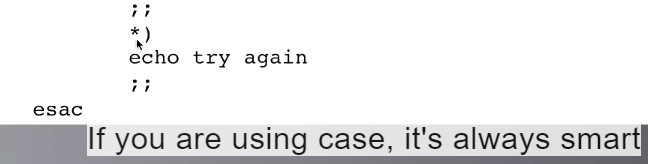 ;;
*)
echo try again
;;
esac
If you are using case, it's always smart